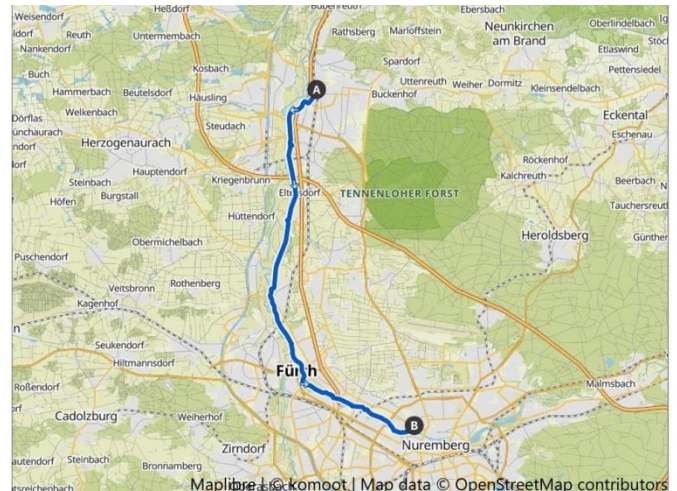 Heßdorf
Bubenreuth
Ebersbach
Weisendorf
Rathsberg
Marloffstein
Neunkirchen
am Brand
Oberlindelbach
Reuth
Untermembach
Nankendorf
Etlaswind
Kosbach
Spardorf
Buch
A
Uttenreuth
Weiher
Dormitz
Pettensiedel
Hammerbach
Beutelsdorf
Häusling
Buckenhof
Kleinsendelbach
Welkenbach
Steudach
Eckental
Eschenau
Herzogenaurach
Röckenhof
Steinbach
Hauptendorf
Kriegenbrunn
Kalchreuth
Beerbach
Burgstall
Eltersdorf
TENNENLOHER FORST
Höfen
Hüttendorf
Obermichelbach
Heroldsberg
Puschendorf
Veitsbronn
Rothenberg
Kagenhof
Seukendorf
Hiltmannsdorf
Fürth
Roßendorf
Malmsbach
Cadolzburg
Weiherhof
B
Zirndorf
Nuremberg
Steinbach
Bronnamberg
Maplibre | © komoot | Map data © OpenStreetMap contributors